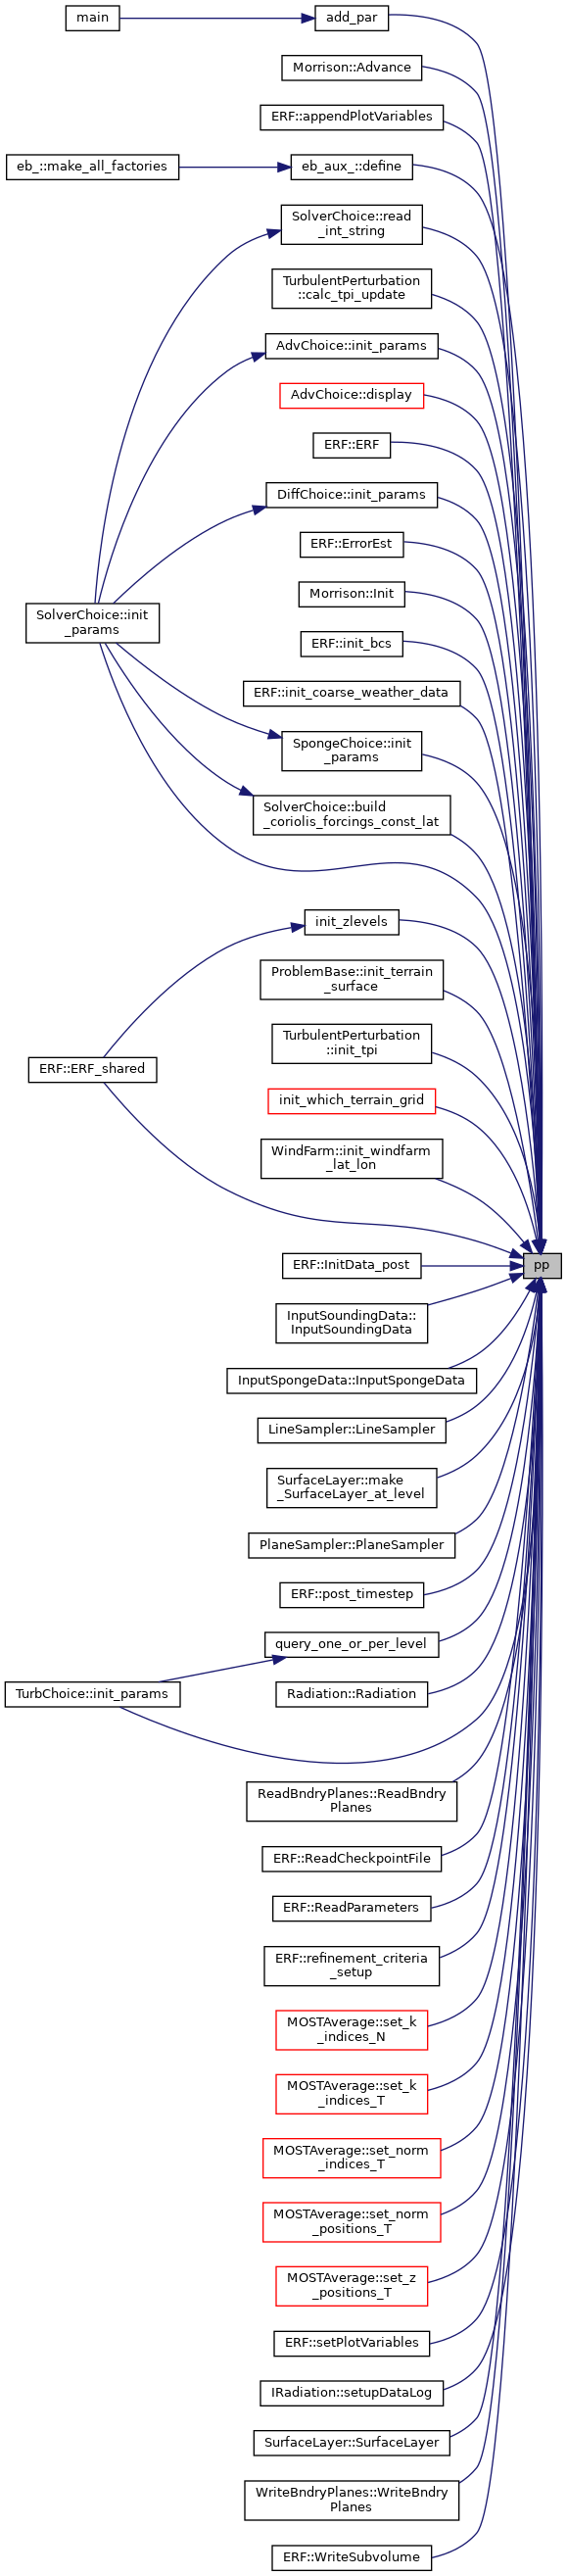 main
add_par
Morrison::Advance
ERF::appendPlotVariables
eb_::make_all_factories
eb_aux_::define
SolverChoice::read
_int_string
TurbulentPerturbation
::calc_tpi_update
AdvChoice::init_params
AdvChoice::display
ERF::ERF
DiffChoice::init_params
ERF::ErrorEst
Morrison::Init
SolverChoice::init
_params
ERF::init_bcs
ERF::init_coarse_weather_data
SpongeChoice::init
_params
SolverChoice::build
_coriolis_forcings_const_lat
init_zlevels
ProblemBase::init_terrain
_surface
TurbulentPerturbation
::init_tpi
ERF::ERF_shared
init_which_terrain_grid
WindFarm::init_windfarm
_lat_lon
ERF::InitData_post
pp
InputSoundingData::
InputSoundingData
InputSpongeData::InputSpongeData
LineSampler::LineSampler
SurfaceLayer::make
_SurfaceLayer_at_level
PlaneSampler::PlaneSampler
ERF::post_timestep
query_one_or_per_level
TurbChoice::init_params
Radiation::Radiation
ReadBndryPlanes::ReadBndry
Planes
ERF::ReadCheckpointFile
ERF::ReadParameters
ERF::refinement_criteria
_setup
MOSTAverage::set_k
_indices_N
MOSTAverage::set_k
_indices_T
MOSTAverage::set_norm
_indices_T
MOSTAverage::set_norm
_positions_T
MOSTAverage::set_z
_positions_T
ERF::setPlotVariables
IRadiation::setupDataLog
SurfaceLayer::SurfaceLayer
WriteBndryPlanes::WriteBndry
Planes
ERF::WriteSubvolume